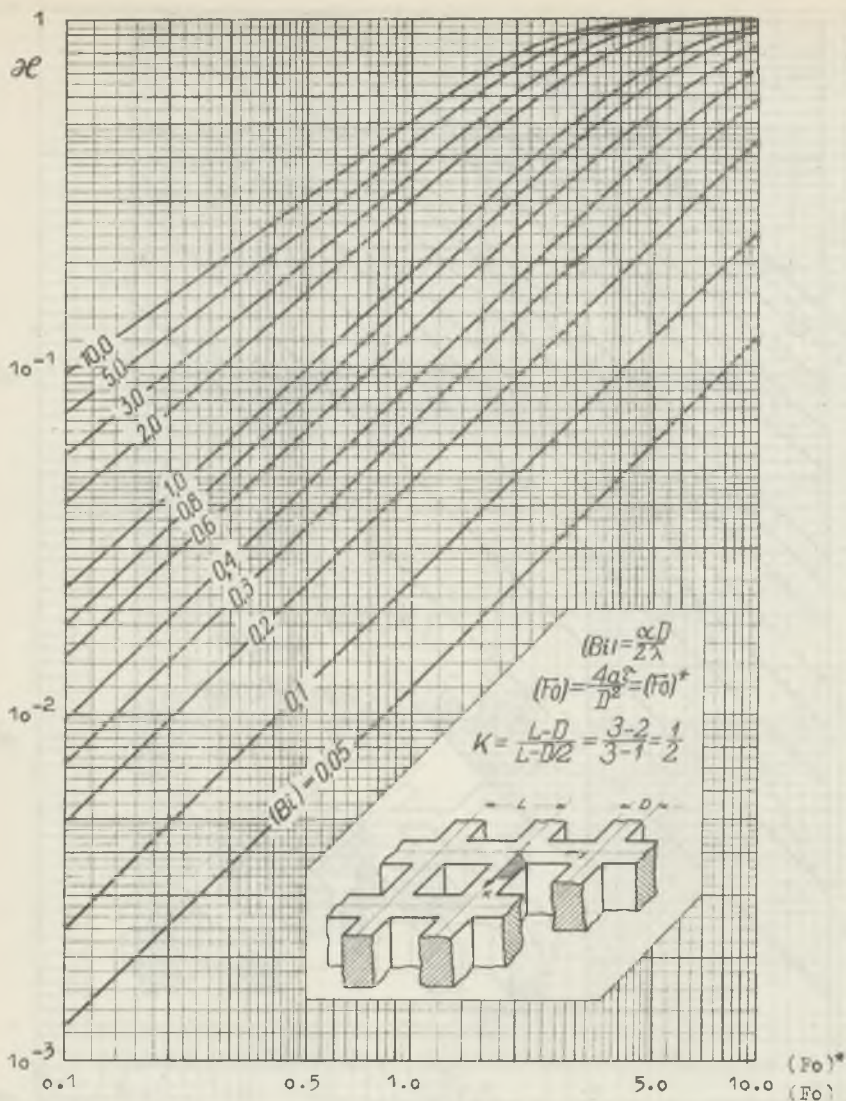 1
ϰ
10,0
5,0
3,0
2,0
10⁻¹
1,0
0,8
0,6
0,4
0,3
0,2
0,1
(Bi) = 0,05
10⁻²
(Bi) = αD/2λ
(Fo) = 4aτ/D² = (Fo)*
K = L-D/L-D/2 = 3-2/3-1 = 1/2
L
D
10⁻³
0.1
0.5
1.0
5.0
10.0
(Fo)*
(Fo)